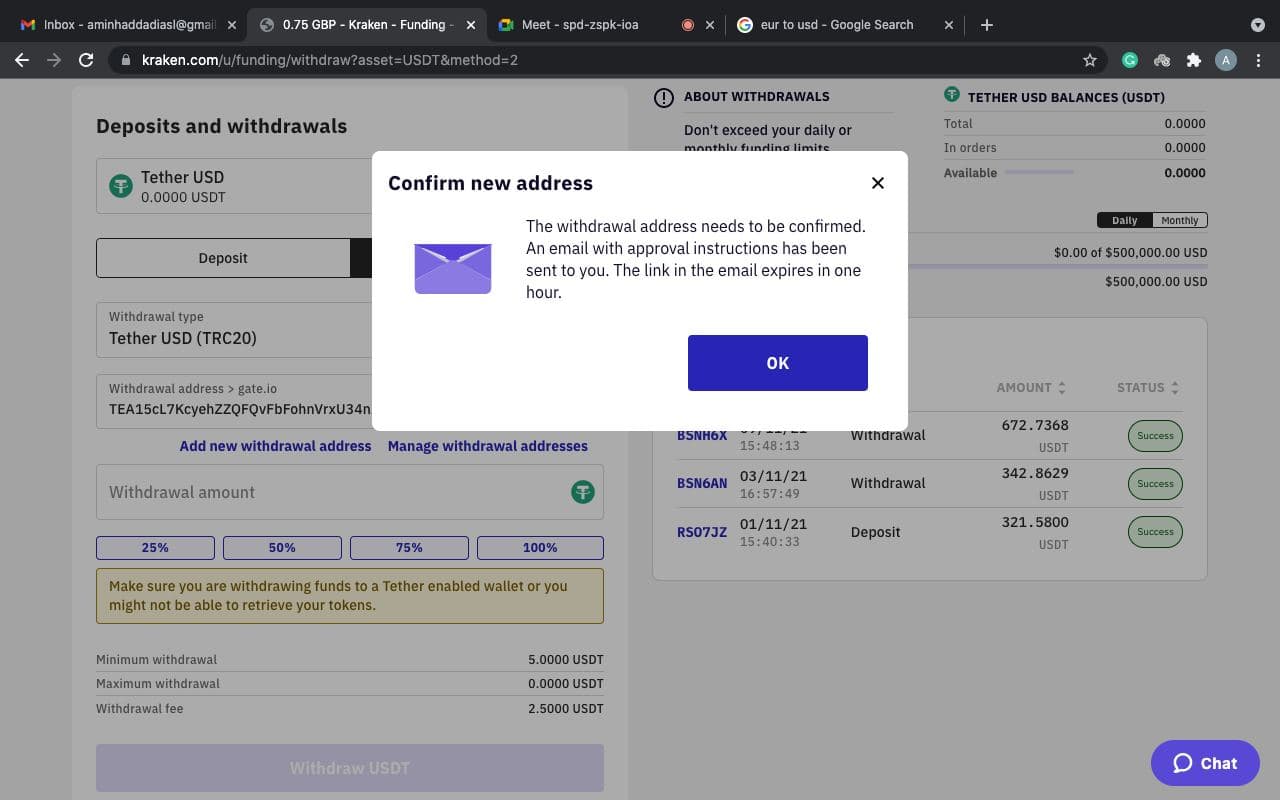 Inbox - aminhaddadiasl@gmail
0.75 GBP - Kraken - Funding -
Meet - spd-zspk-ioa
eur to usd - Google Search
kraken.com/u/funding/withdraw?asset=USDT&method=2
A
Deposits and withdrawals
Tether USD
0.0000 USDT
Deposit
Withdrawal type
Tether USD (TRC20)
Withdrawal address > gate.io
TEA15cL7KcyehZZQFQvFbFohnVrxU34n
Add new withdrawal address Manage withdrawal addresses
Withdrawal amount
25% 50% 75% 100%
Make sure you are withdrawing funds to a Tether enabled wallet or you
might not be able to retrieve your tokens.
Minimum withdrawal 5.0000 USDT
Maximum withdrawal 0.0000 USDT
Withdrawal fee 2.5000 USDT
Withdraw USDT
Confirm new address
The withdrawal address needs to be confirmed.
An email with approval instructions has been
sent to you. The link in the email expires in one
hour.
OK
ABOUT WITHDRAWALS
Don't exceed your daily or
monthly funding limits
TETHER USD BALANCES (USDT)
Total 0.0000
In orders 0.0000
Available 0.0000
Daily Monthly
$0.00 of $500,000.00 USD
$500,000.00 USD
AMOUNT STATUS
BSNH6X 09/11/21 Withdrawal 672.7368 Success
15:48:13 USDT
BSN6AN 03/11/21 Withdrawal 342.8629 Success
16:57:49 USDT
RSO7JZ 01/11/21 Deposit 321.5800 Success
15:40:33 USDT
Chat